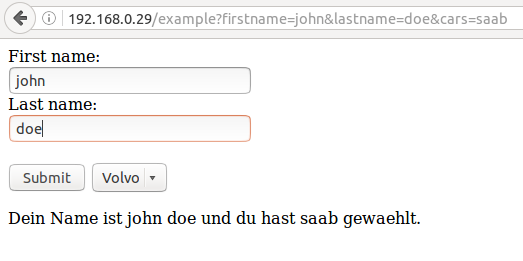 192.168.0.29/example?firstname=john&lastname=doe&cars=saab
First name:
john
Last name:
doe
Submit Volvo
Dein Name ist john doe und du hast saab gewaehlt.